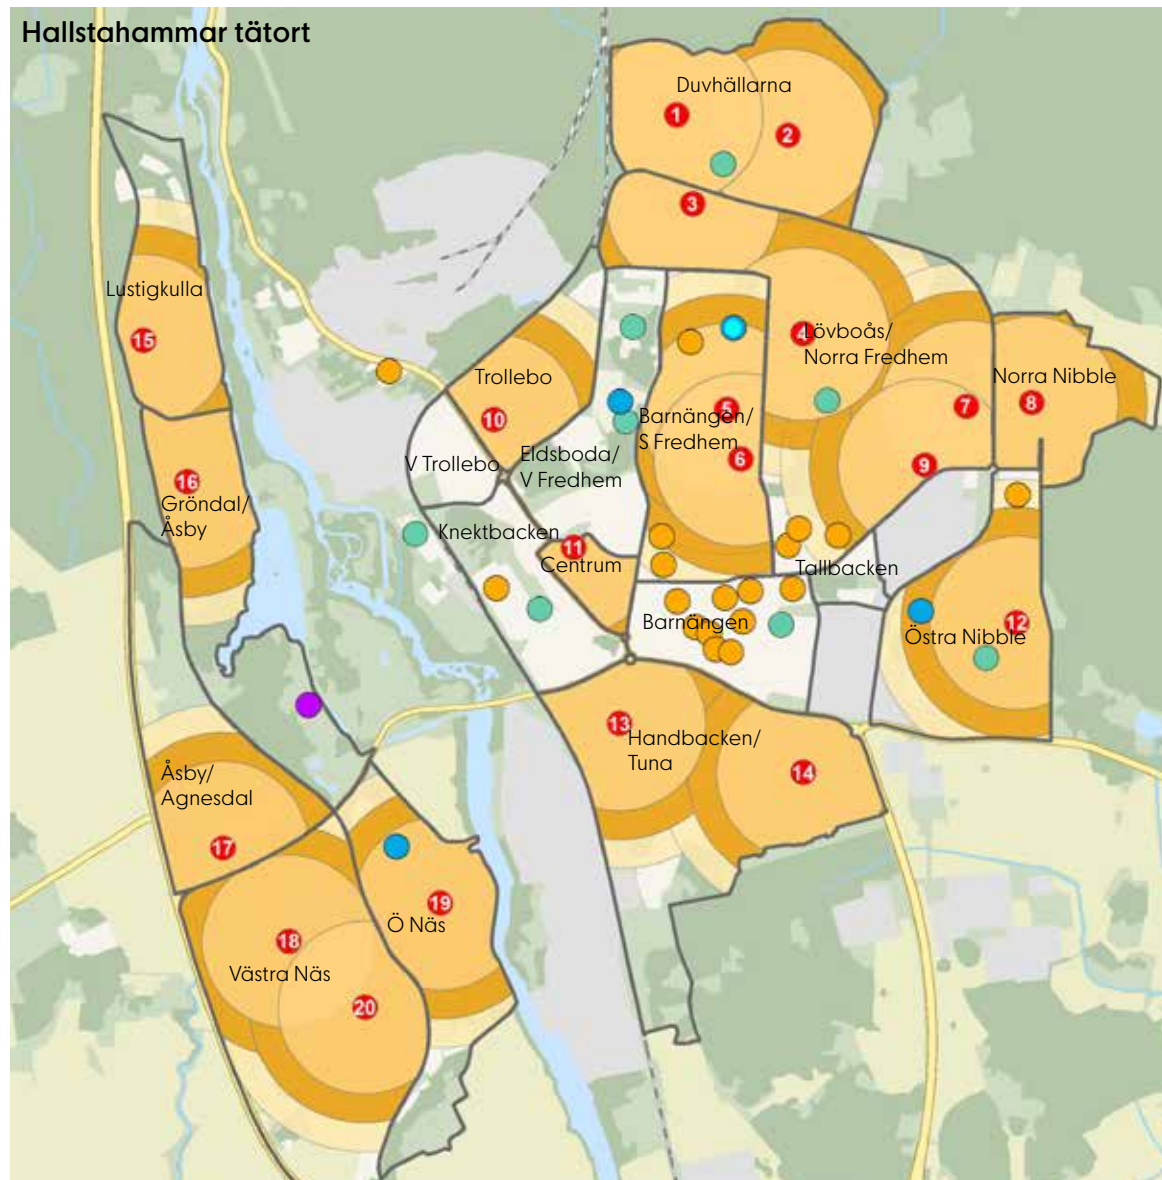 Hallstahammar tätort
Duvhällarna
1
2
3
Lustigkulla
15
4
Lövboås/
Norra Fredhem
Trollebo
10
Norra Nibble
8
7
5
Barnängen/
S Fredhem
6
9
V Trollebo
Eldsboda/
V Fredhem
16
Gröndal/
Åsby
Knektbacken
11
Centrum
Tallbacken
Barnängen
12
Östra Nibble
13
Handbacken/
Tuna
14
Åsby/
Agnesdal
17
19
Ö Näs
18
Västra Näs
20